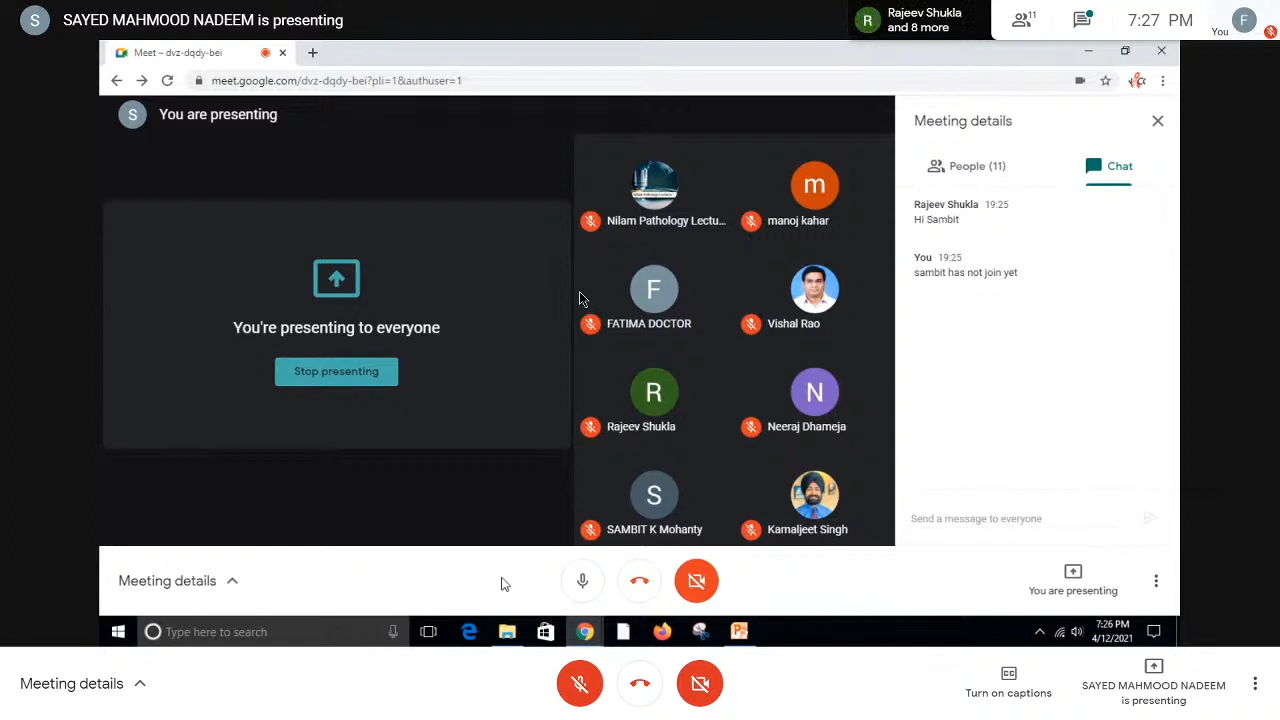 S
SAYED MAHMOOD NADEEM is presenting
R
Rajeev Shukla
and 8 more
11
7:27 PM
You
F
Meet – dvz-dqdy-bei
meet.google.com/dvz-dqdy-bei?pli=1&authuser=1
S
You are presenting
You're presenting to everyone
Stop presenting
Nilam Pathology Lectu...
m
manoj kahar
F
FATIMA DOCTOR
Vishal Rao
R
Rajeev Shukla
N
Neeraj Dhameja
S
SAMBIT K Mohanty
Kamaljeet Singh
Meeting details
People (11)
Chat
Rajeev Shukla 19:25
Hi Sambit
You 19:25
sambit has not join yet
Send a message to everyone
Meeting details
You are presenting
Type here to search
7:26 PM
4/12/2021
Meeting details
CC
Turn on captions
SAYED MAHMOOD NADEEM
is presenting